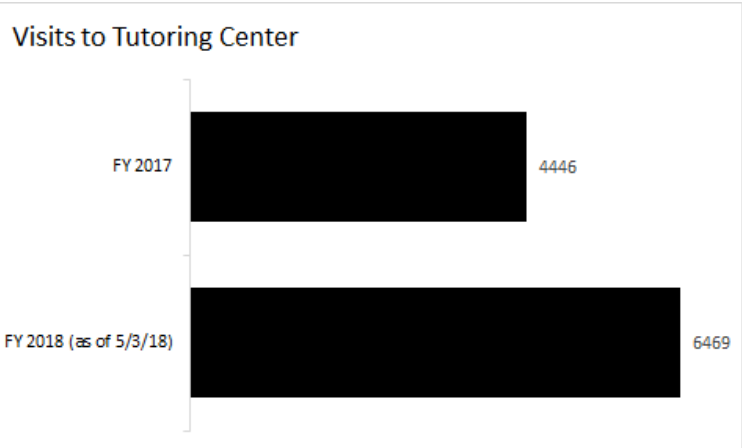 Visits to Tutoring Center
FY 2017
4446
FY 2018 (as of 5/3/18)
6469